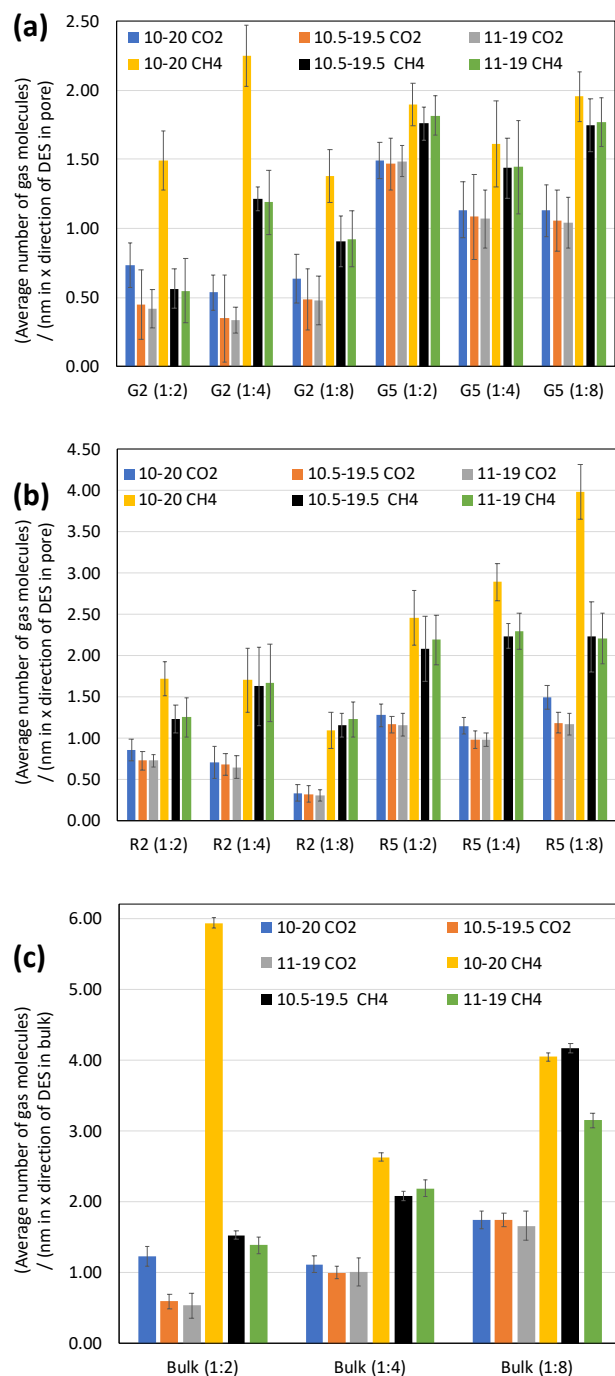 (a)
(Average number of gas molecules)
/ (nm in x direction of DES in pore)
2.50
2.00
1.50
1.00
0.50
0.00
10-20 CO2
10.5-19.5 CO2
11-19 CO2
10-20 CH4
10.5-19.5 CH4
11-19 CH4
G2 (1:2)
G2 (1:4)
G2 (1:8)
G5 (1:2)
G5 (1:4)
G5 (1:8)
(b)
(Average number of gas molecules)
/ (nm in x direction of DES in pore)
4.50
4.00
3.50
3.00
2.50
2.00
1.50
1.00
0.50
0.00
10-20 CO2
10.5-19.5 CO2
11-19 CO2
10-20 CH4
10.5-19.5 CH4
11-19 CH4
R2 (1:2)
R2 (1:4)
R2 (1:8)
R5 (1:2)
R5 (1:4)
R5 (1:8)
(c)
(Average number of gas molecules)
/ (nm in x direction of DES in bulk)
6.00
5.00
4.00
3.00
2.00
1.00
0.00
10-20 CO2
10.5-19.5 CO2
11-19 CO2
10-20 CH4
10.5-19.5 CH4
11-19 CH4
Bulk (1:2)
Bulk (1:4)
Bulk (1:8)